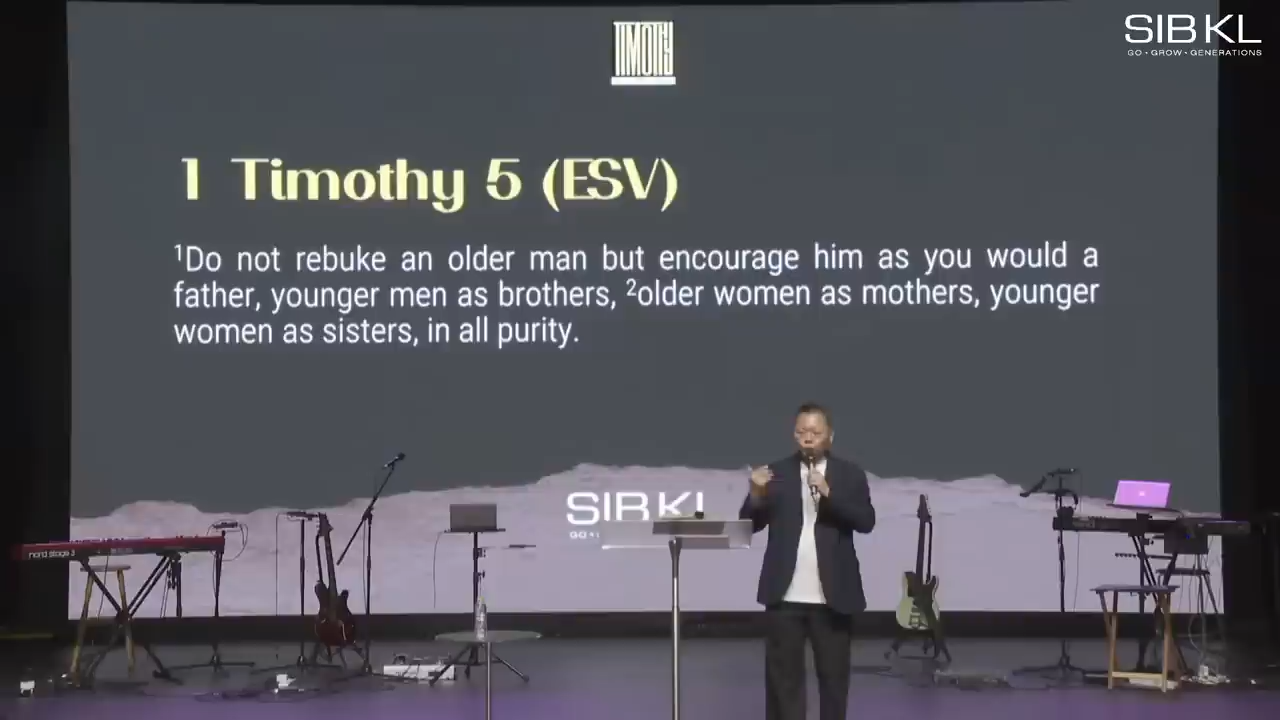 TIMOTHY
SIBKL
GO • GROW • GENERATIONS
1 Timothy 5 (ESV)
¹Do not rebuke an older man but encourage him as you would a
father, younger men as brothers, ²older women as mothers, younger
women as sisters, in all purity.
SIBKL
GO •
nord stage 3